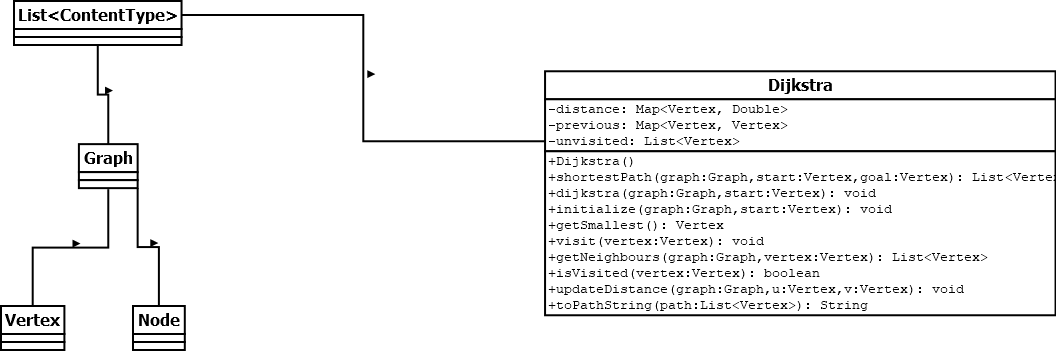 List<ContentType>
Dijkstra
-distance: Map<Vertex, Double>
-previous: Map<Vertex, Vertex>
-unvisited: List<Vertex>
+Dijkstra()
+shortestPath(graph:Graph,start:Vertex,goal:Vertex): List<Verte
+dijkstra(graph:Graph,start:Vertex): void
+initialize(graph:Graph,start:Vertex): void
+getSmallest(): Vertex
+visit(vertex:Vertex): void
+getNeighbours(graph:Graph,vertex:Vertex): List<Vertex>
+isVisited(vertex:Vertex): boolean
+updateDistance(graph:Graph,u:Vertex,v:Vertex): void
+toPathString(path:List<Vertex>): String
Graph
Vertex
Node